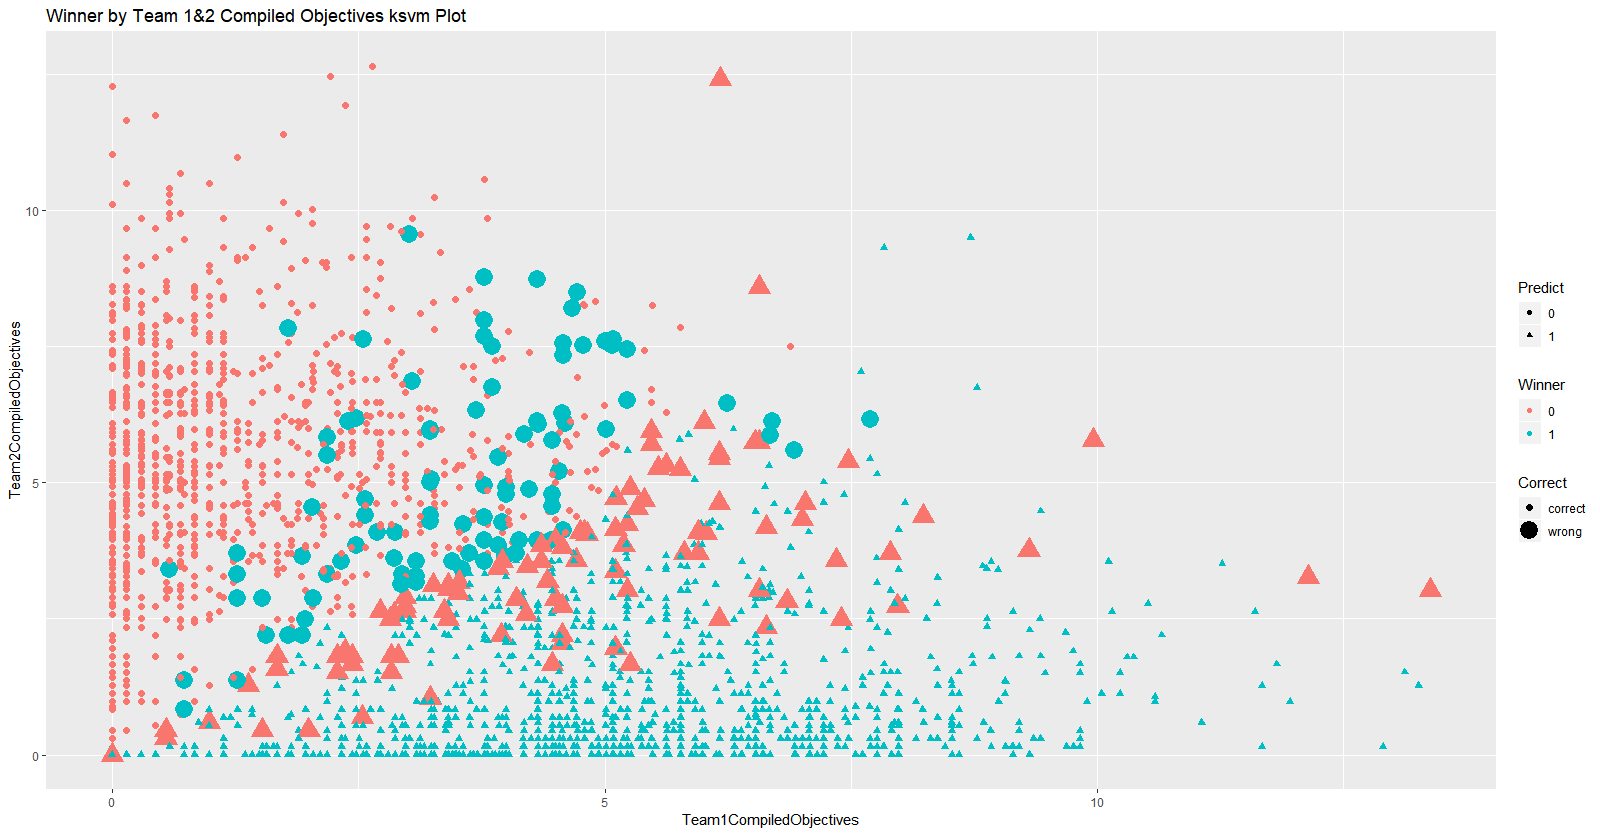 Winner by Team 1&2 Compiled Objectives ksvm Plot
Team2CompiledObjectives
10
5
0
0
5
10
Team1CompiledObjectives
Predict
0
1
Winner
0
1
Correct
correct
wrong